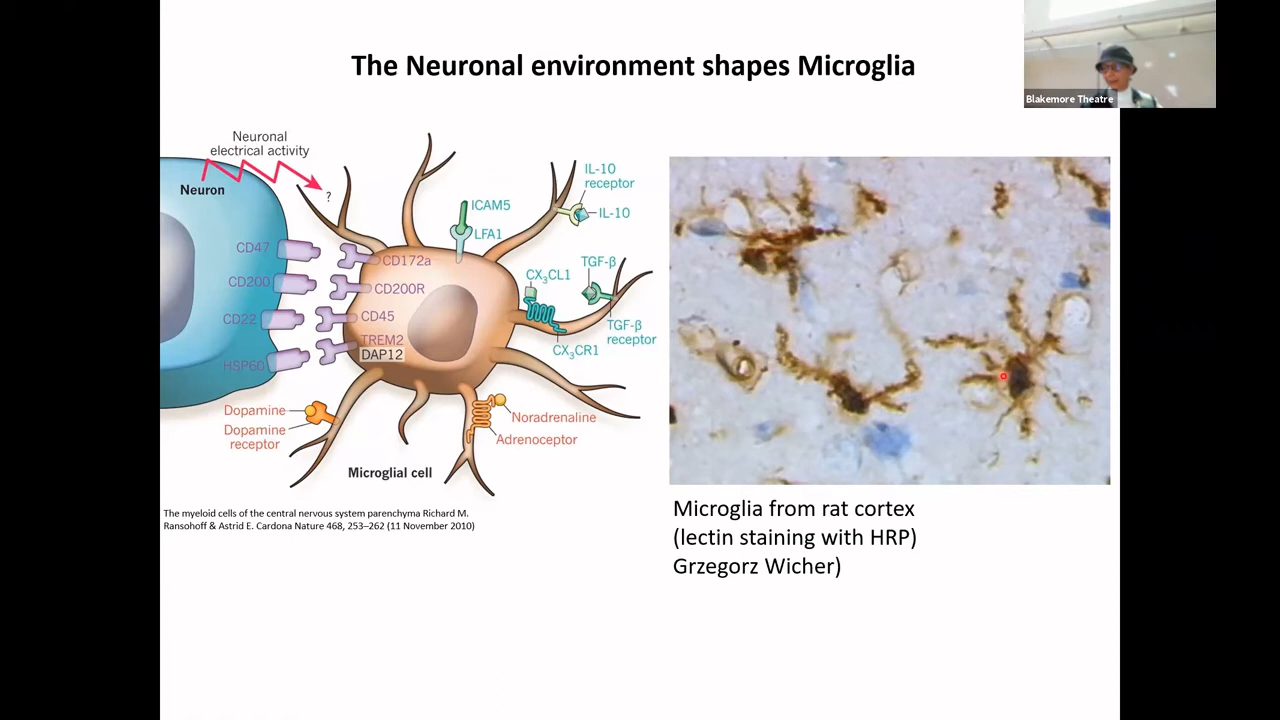 The Neuronal environment shapes Microglia
Blakemore Theatre
Neuronal
electrical activity
Neuron
?
CD47
CD200
CD22
HSP60
CD172a
CD200R
CD45
TREM2
DAP12
ICAM5
LFA1
IL-10
receptor
IL-10
CX₃CL1
TGF-β
TGF-β
receptor
CX₃CR1
Dopamine
Dopamine
receptor
Noradrenaline
Adrenoceptor
Microglial cell
The myeloid cells of the central nervous system parenchyma Richard M.
Ransohoff & Astrid E. Cardona Nature 468, 253–262 (11 November 2010)
Microglia from rat cortex
(lectin staining with HRP)
Grzegorz Wicher)